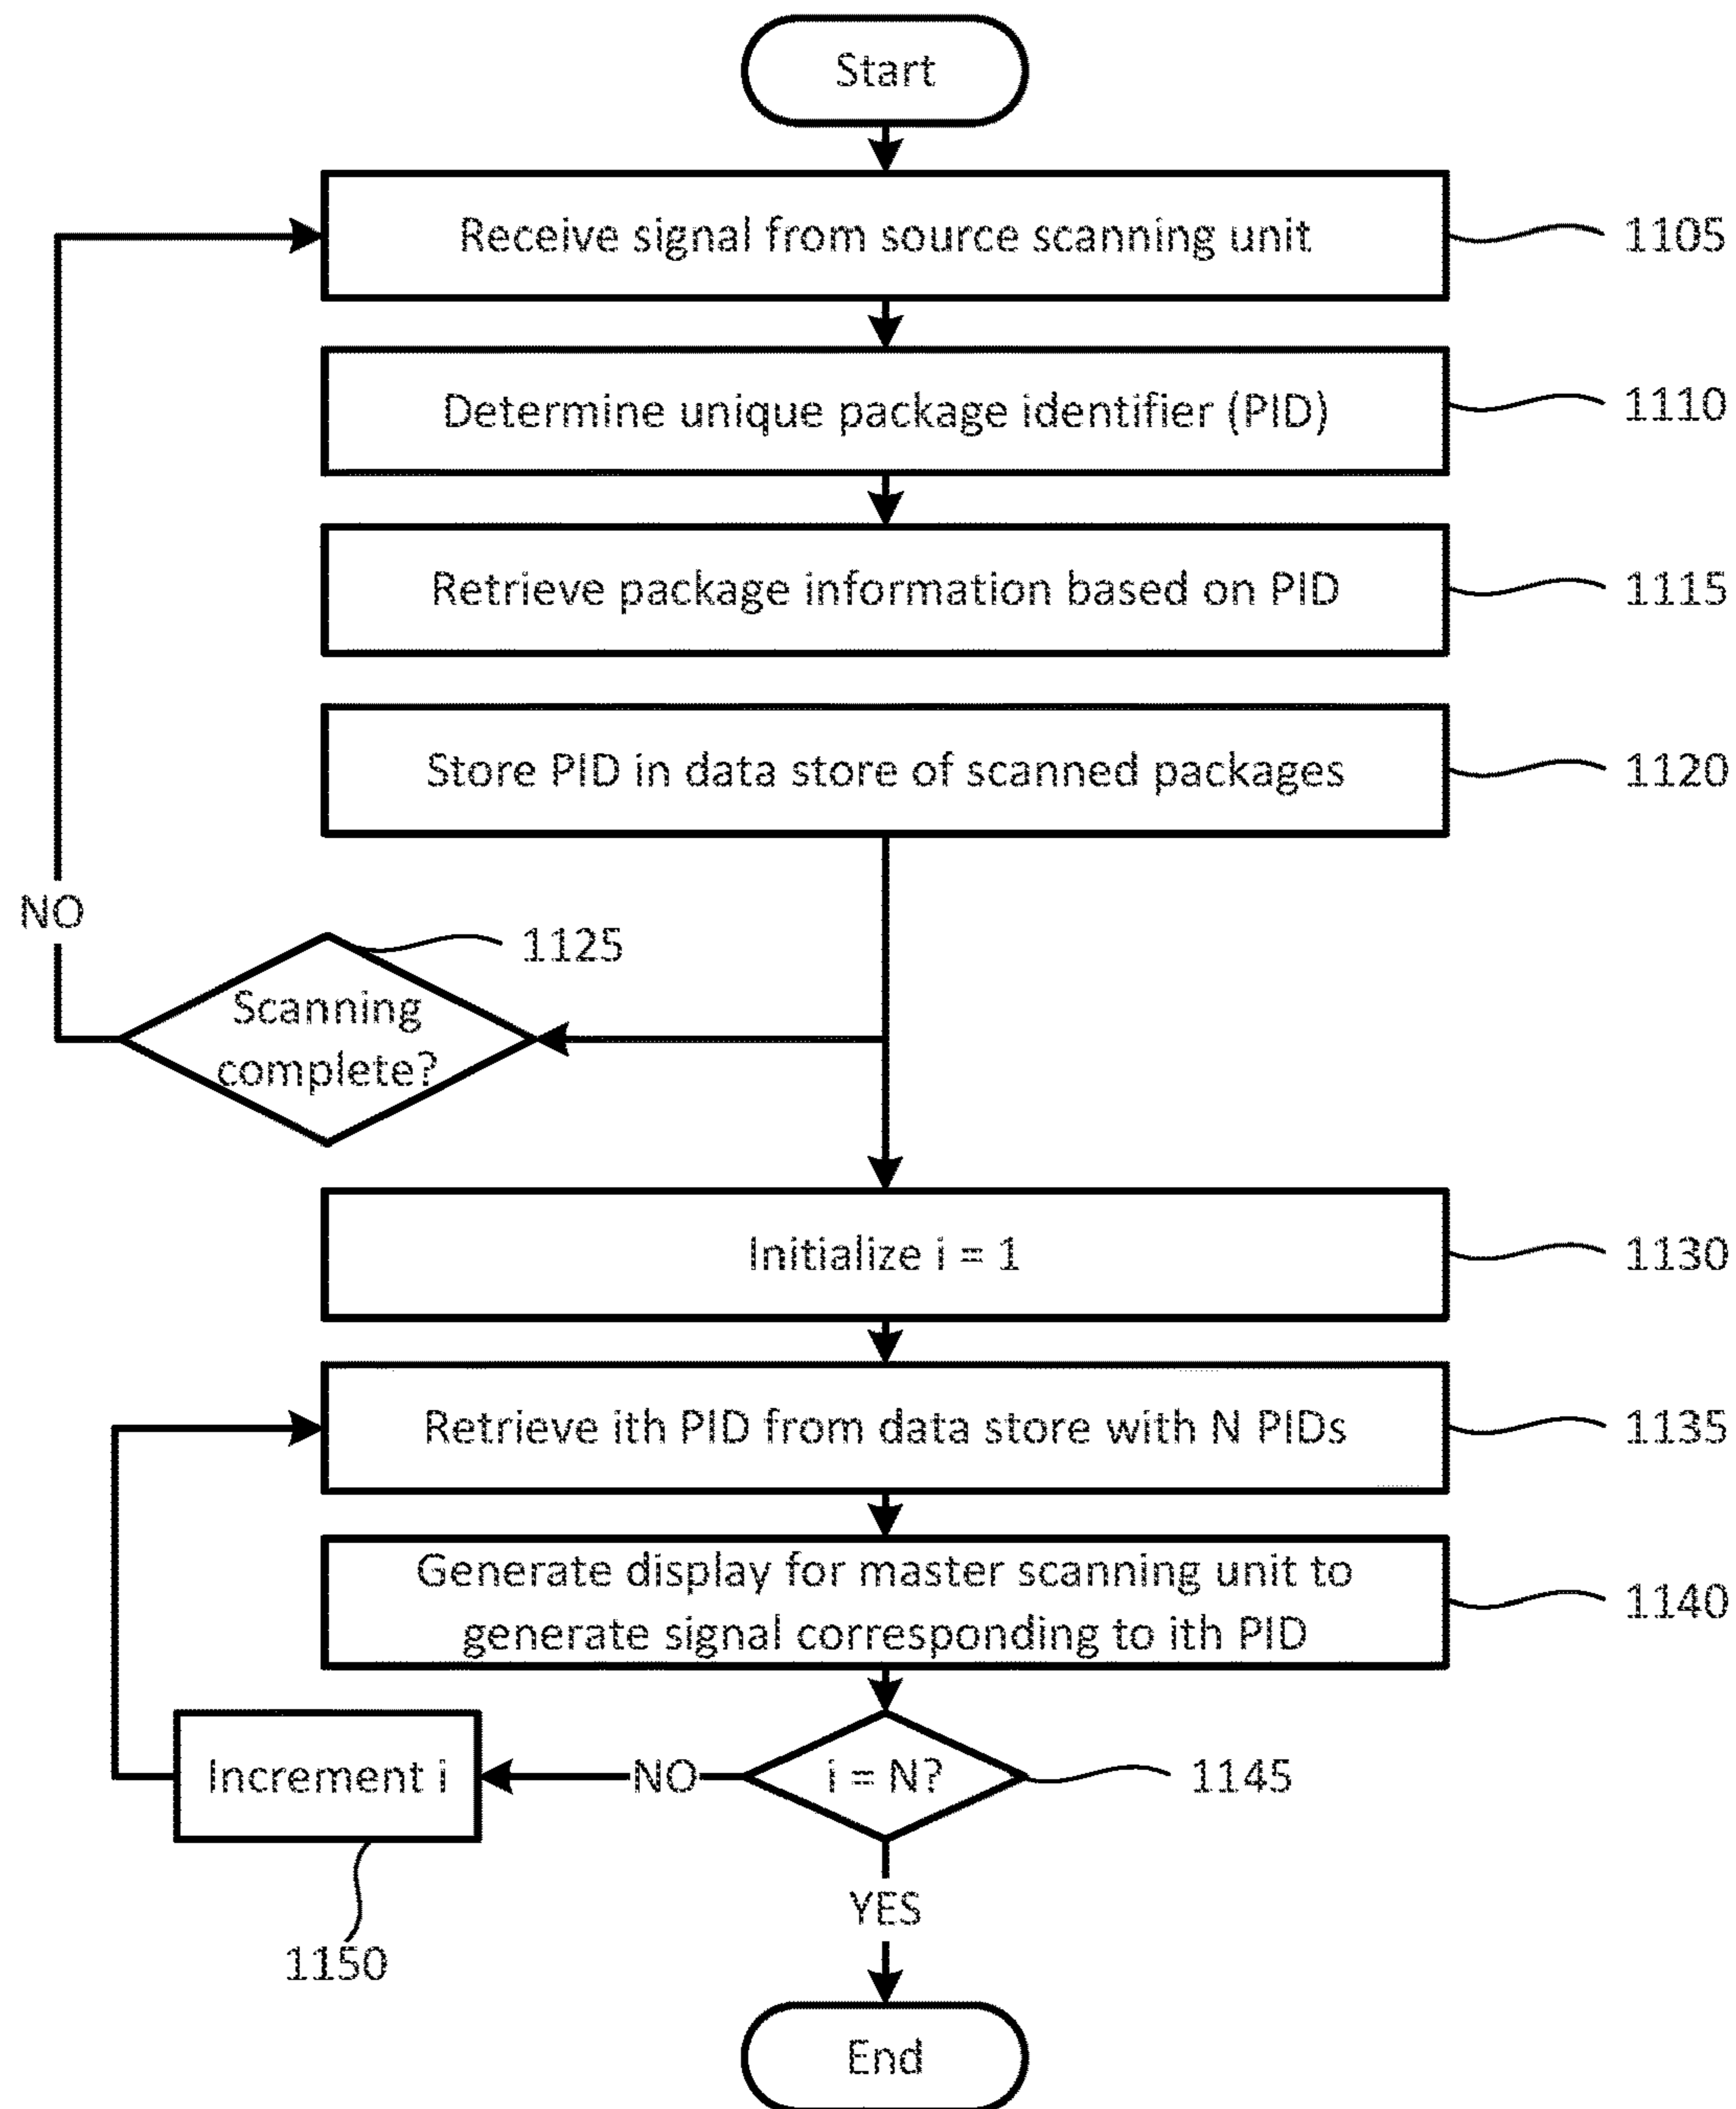 Start
Receive signal from source scanning unit
1105
Determine unique package identifier (PID)
1110
Retrieve package information based on PID
1115
Store PID in data store of scanned packages
1120
NO
1125
Scanning
complete?
Initialize i = 1
1130
Retrieve ith PID from data store with N PIDs
1135
Generate display for master scanning unit to
generate signal corresponding to ith PID
1140
Increment i
NO
i = N?
1145
YES
1150
End